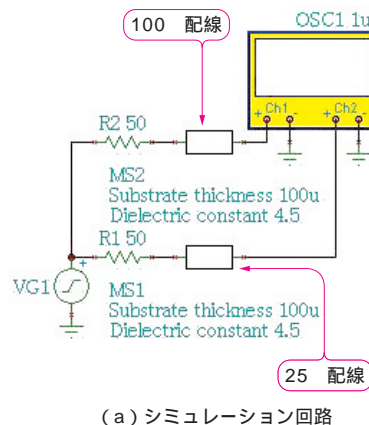 100 配線
OSC1 1u
+ Ch1 - + Ch2 -
R2 50
MS2
Substrate thickness 100u
Dielectric constant 4.5
R1 50
+
VG1
MS1
Substrate thickness 100u
Dielectric constant 4.5
25 配線
(a)シミュレーション回路